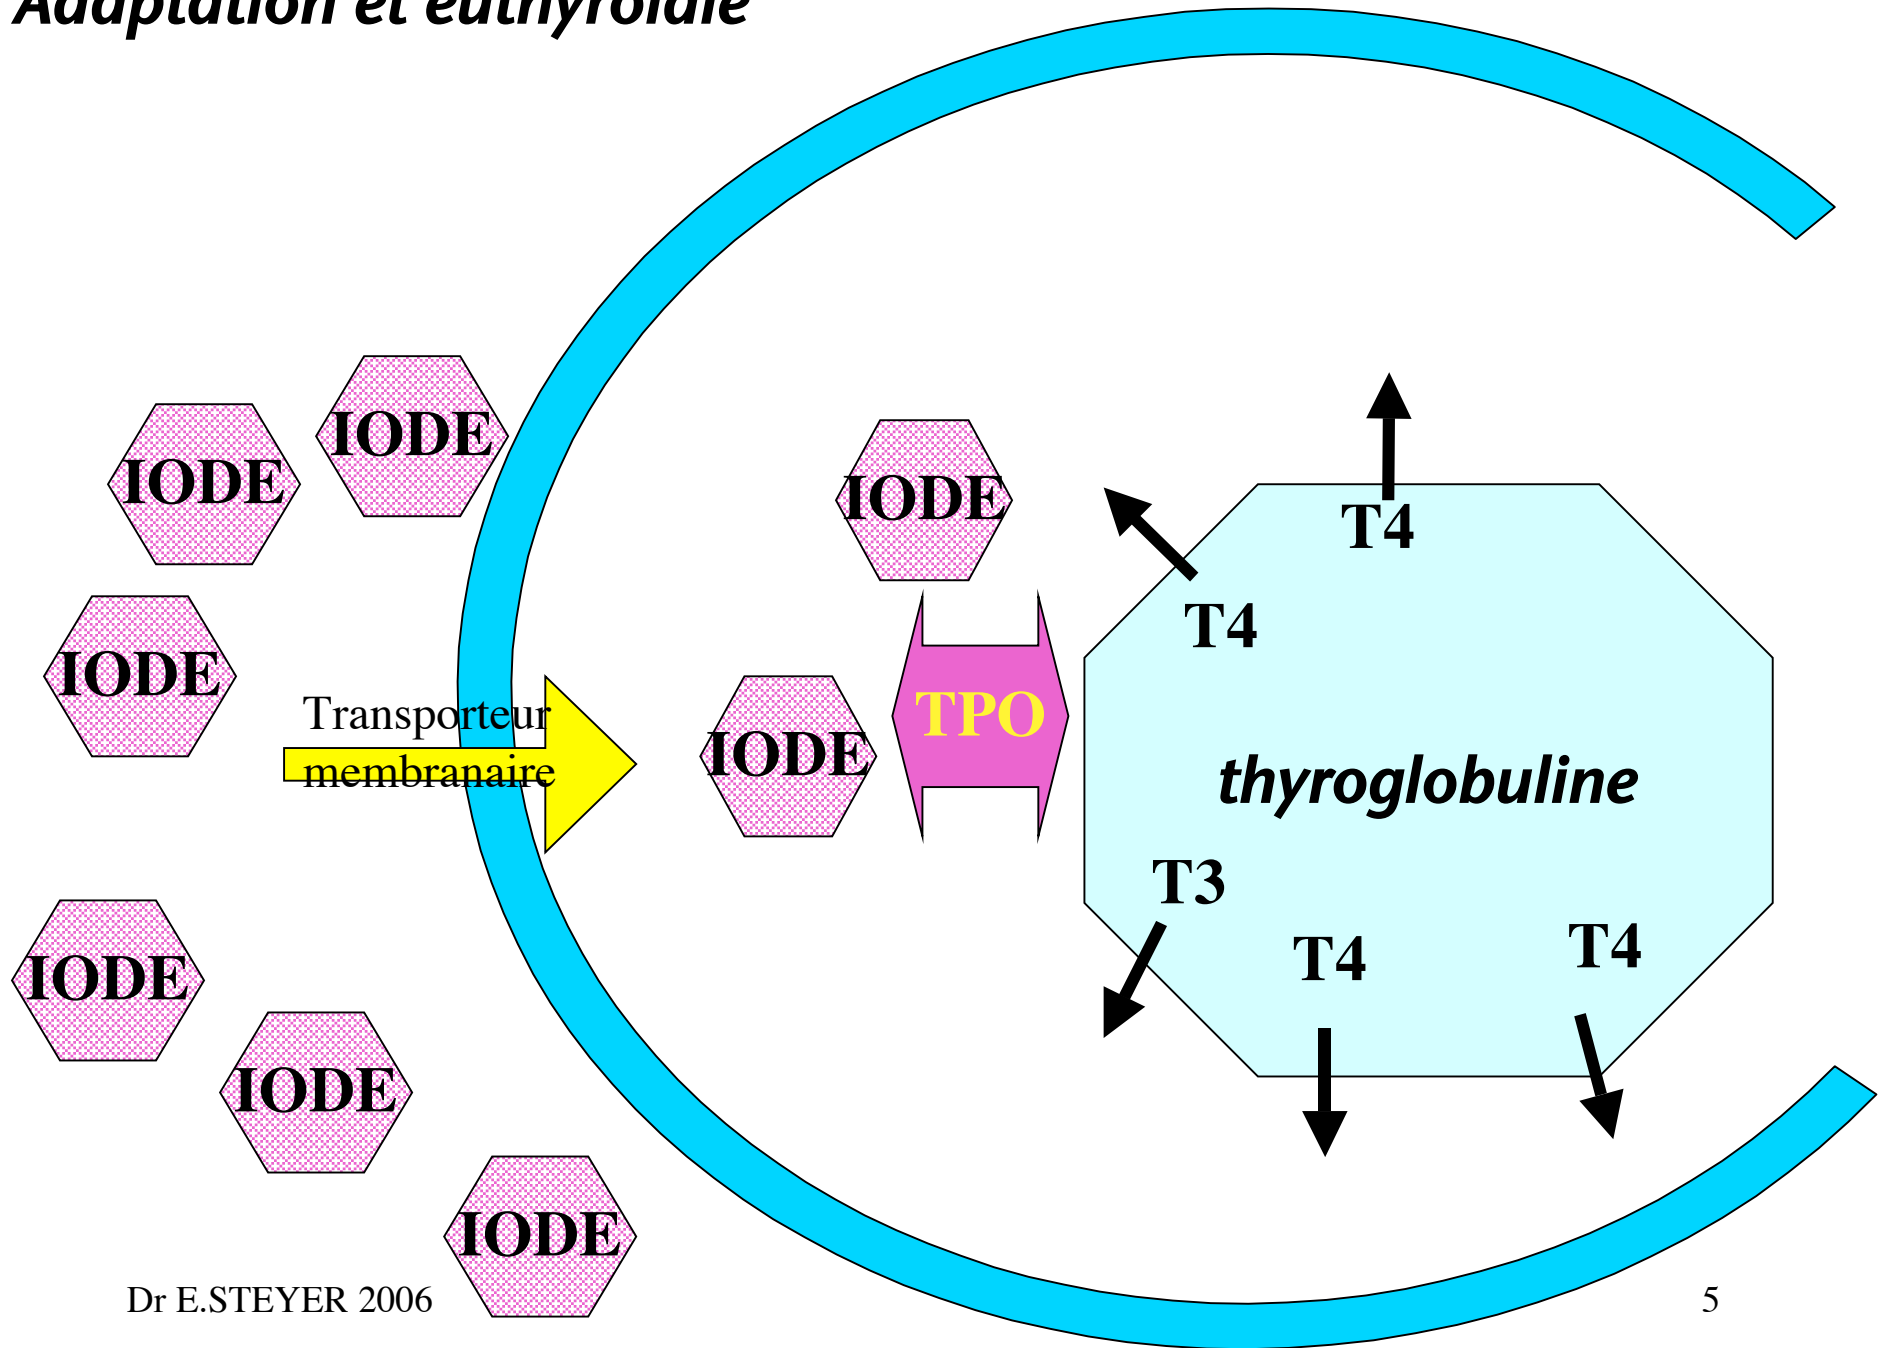 Adaptation et euthyroïdie
IODE
IODE
IODE
T4
T4
IODE
Transporteur
membranaire
TPO
IODE
thyroglobuline
T3
T4
T4
IODE
IODE
IODE
Dr E.STEYER 2006
5